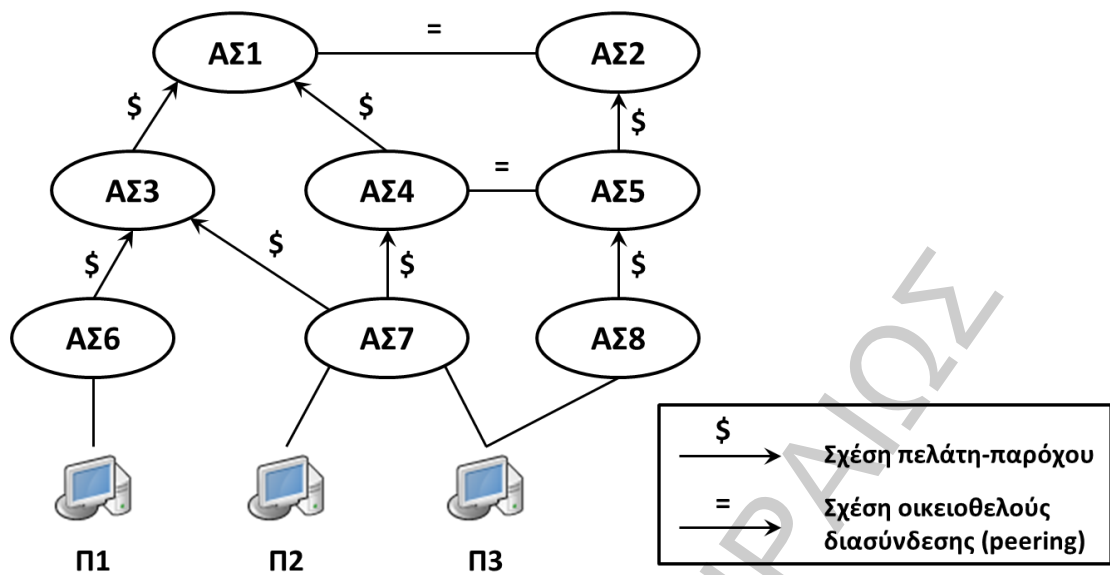 ΑΣ1
=
ΑΣ2
$
$
$
ΑΣ3
ΑΣ4
=
ΑΣ5
$
$
$
$
ΑΣ6
ΑΣ7
ΑΣ8
Π1
Π2
Π3
$
Σχέση πελάτη-παρόχου
=
Σχέση οικειοθελούς
διασύνδεσης (peering)